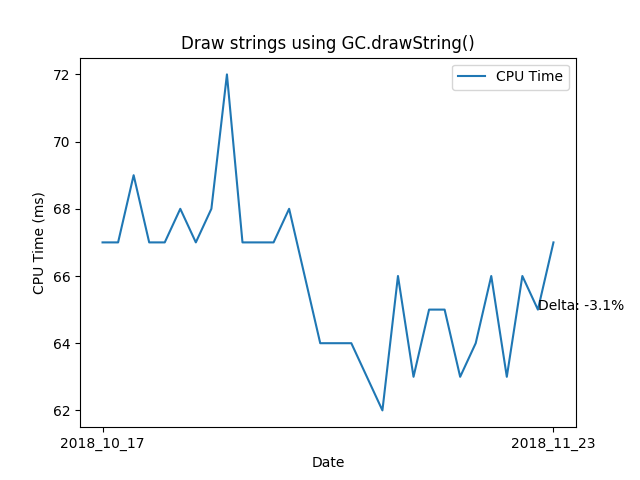 Draw strings using GC.drawString()
CPU Time
72
70
68
66
64
62
CPU Time (ms)
Delta: -3.1%
2018_10_17
2018_11_23
Date